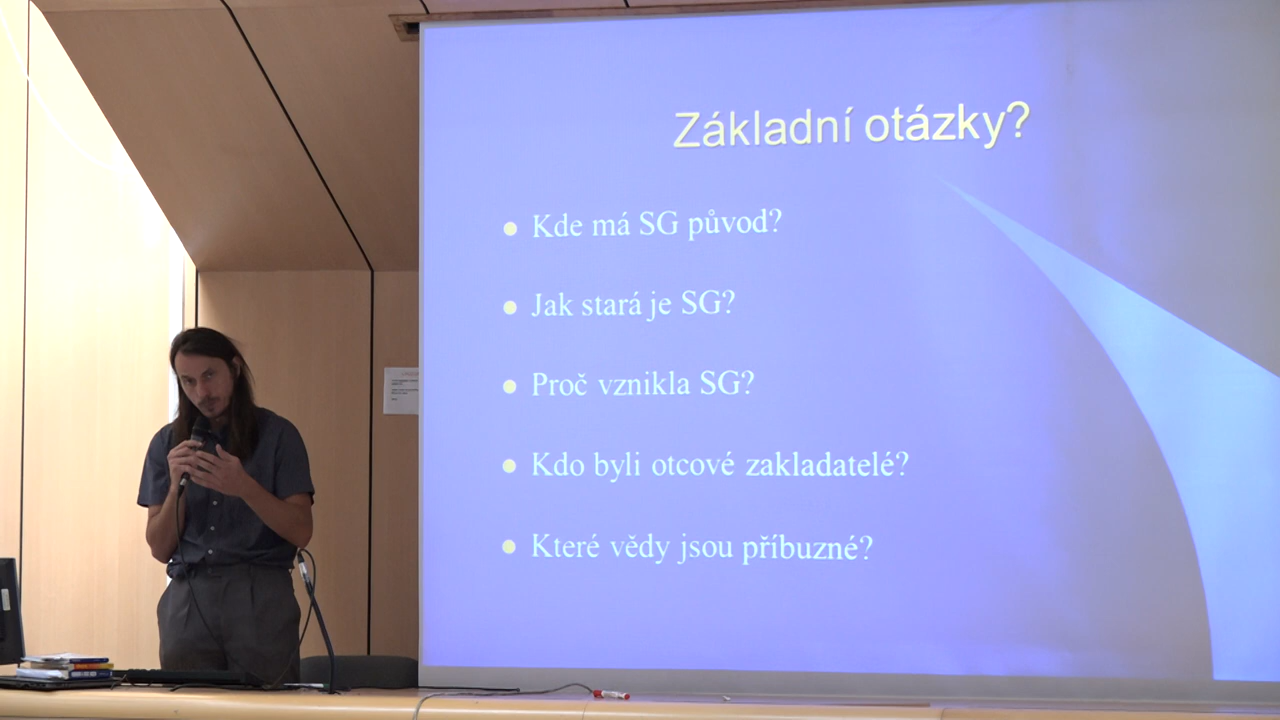 Základní otázky?
Kde má SG původ?
Jak stará je SG?
Proč vznikla SG?
Kdo byli otcové zakladatelé?
Které vědy jsou příbuzné?